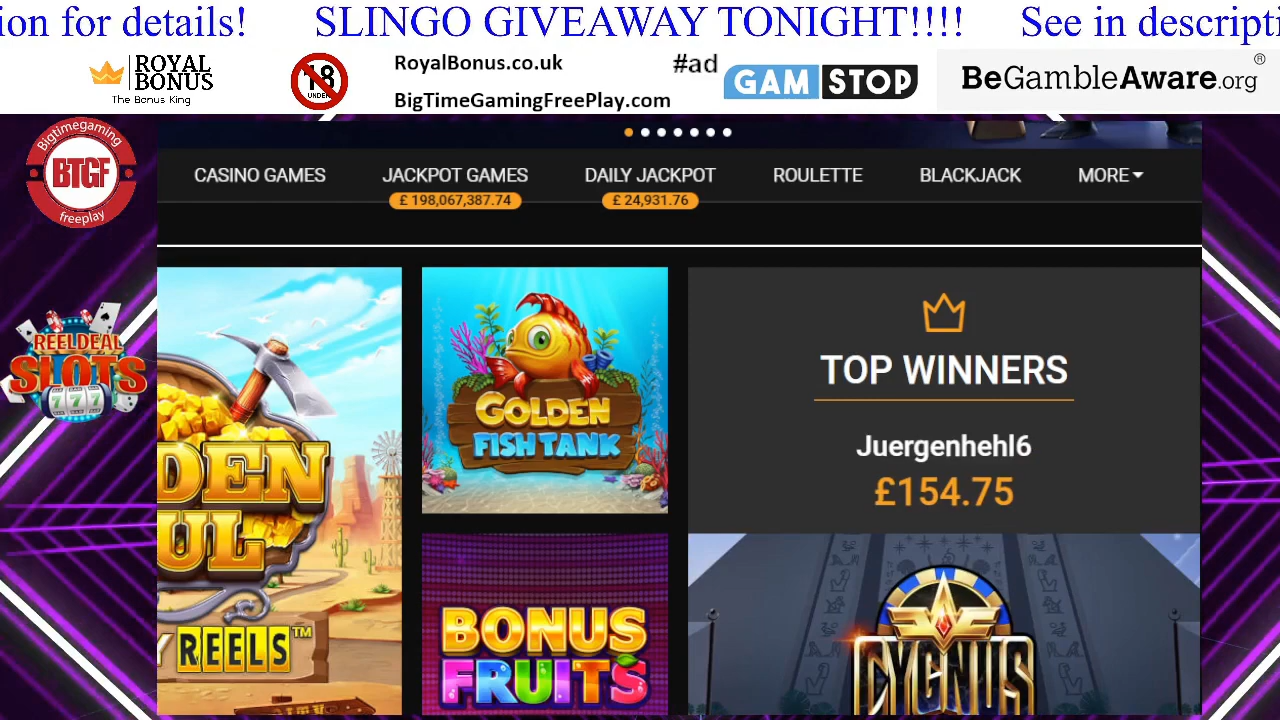 ion for details! SLINGO GIVEAWAY TONIGHT!!!! See in descripti
ROYAL
BONUS
The Bonus King
18
UNDER
RoyalBonus.co.uk
BigTimeGamingFreePlay.com
#ad
GAMSTOP
BeGambleAware.org®
Bigtimegaming
BTGF
freeplay
CASINO GAMES JACKPOT GAMES DAILY JACKPOT ROULETTE BLACKJACK MORE
£ 198,067,387.74 £ 24,931.76
REELDEAL
SLOTS
777
DEN
UL
Y REELS™
GOLDEN
FISH TANK
BONUS
FRUITS
TOP WINNERS
Juergenhehl6
£154.75
CYGNUS